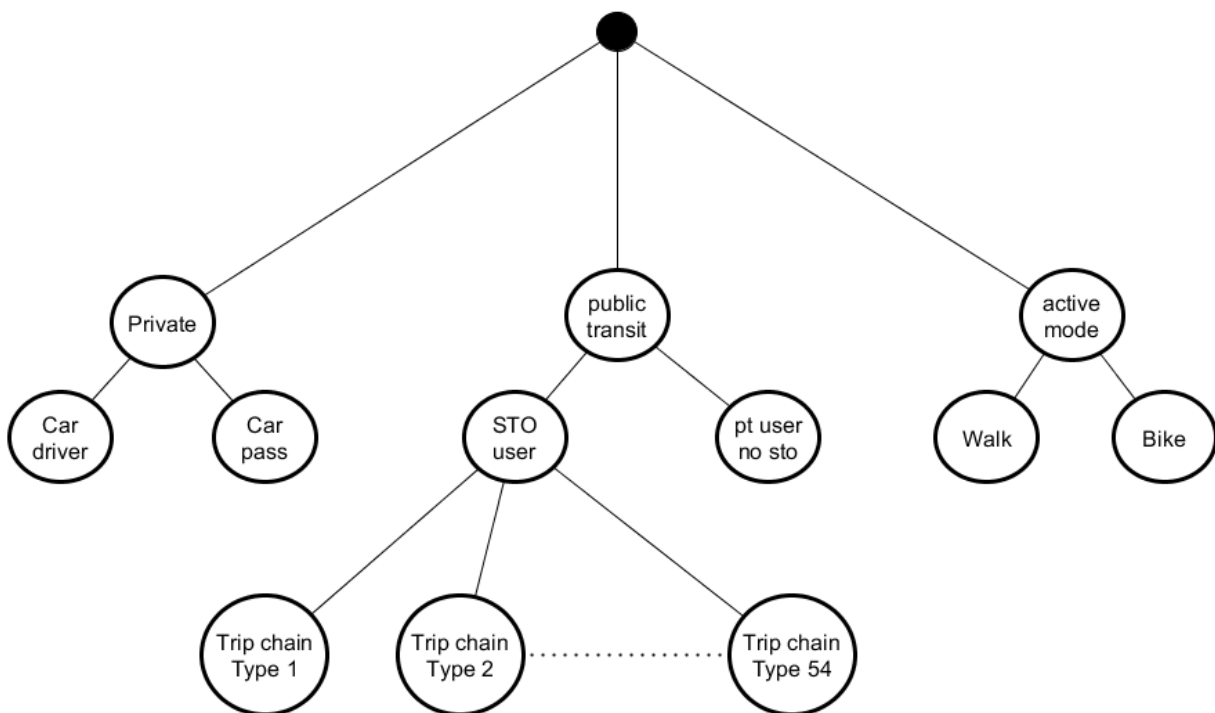 Private
public
transit
active
mode
Car
driver
Car
pass
STO
user
pt user
no sto
Walk
Bike
Trip chain
Type 1
Trip chain
Type 2
Trip chain
Type 54